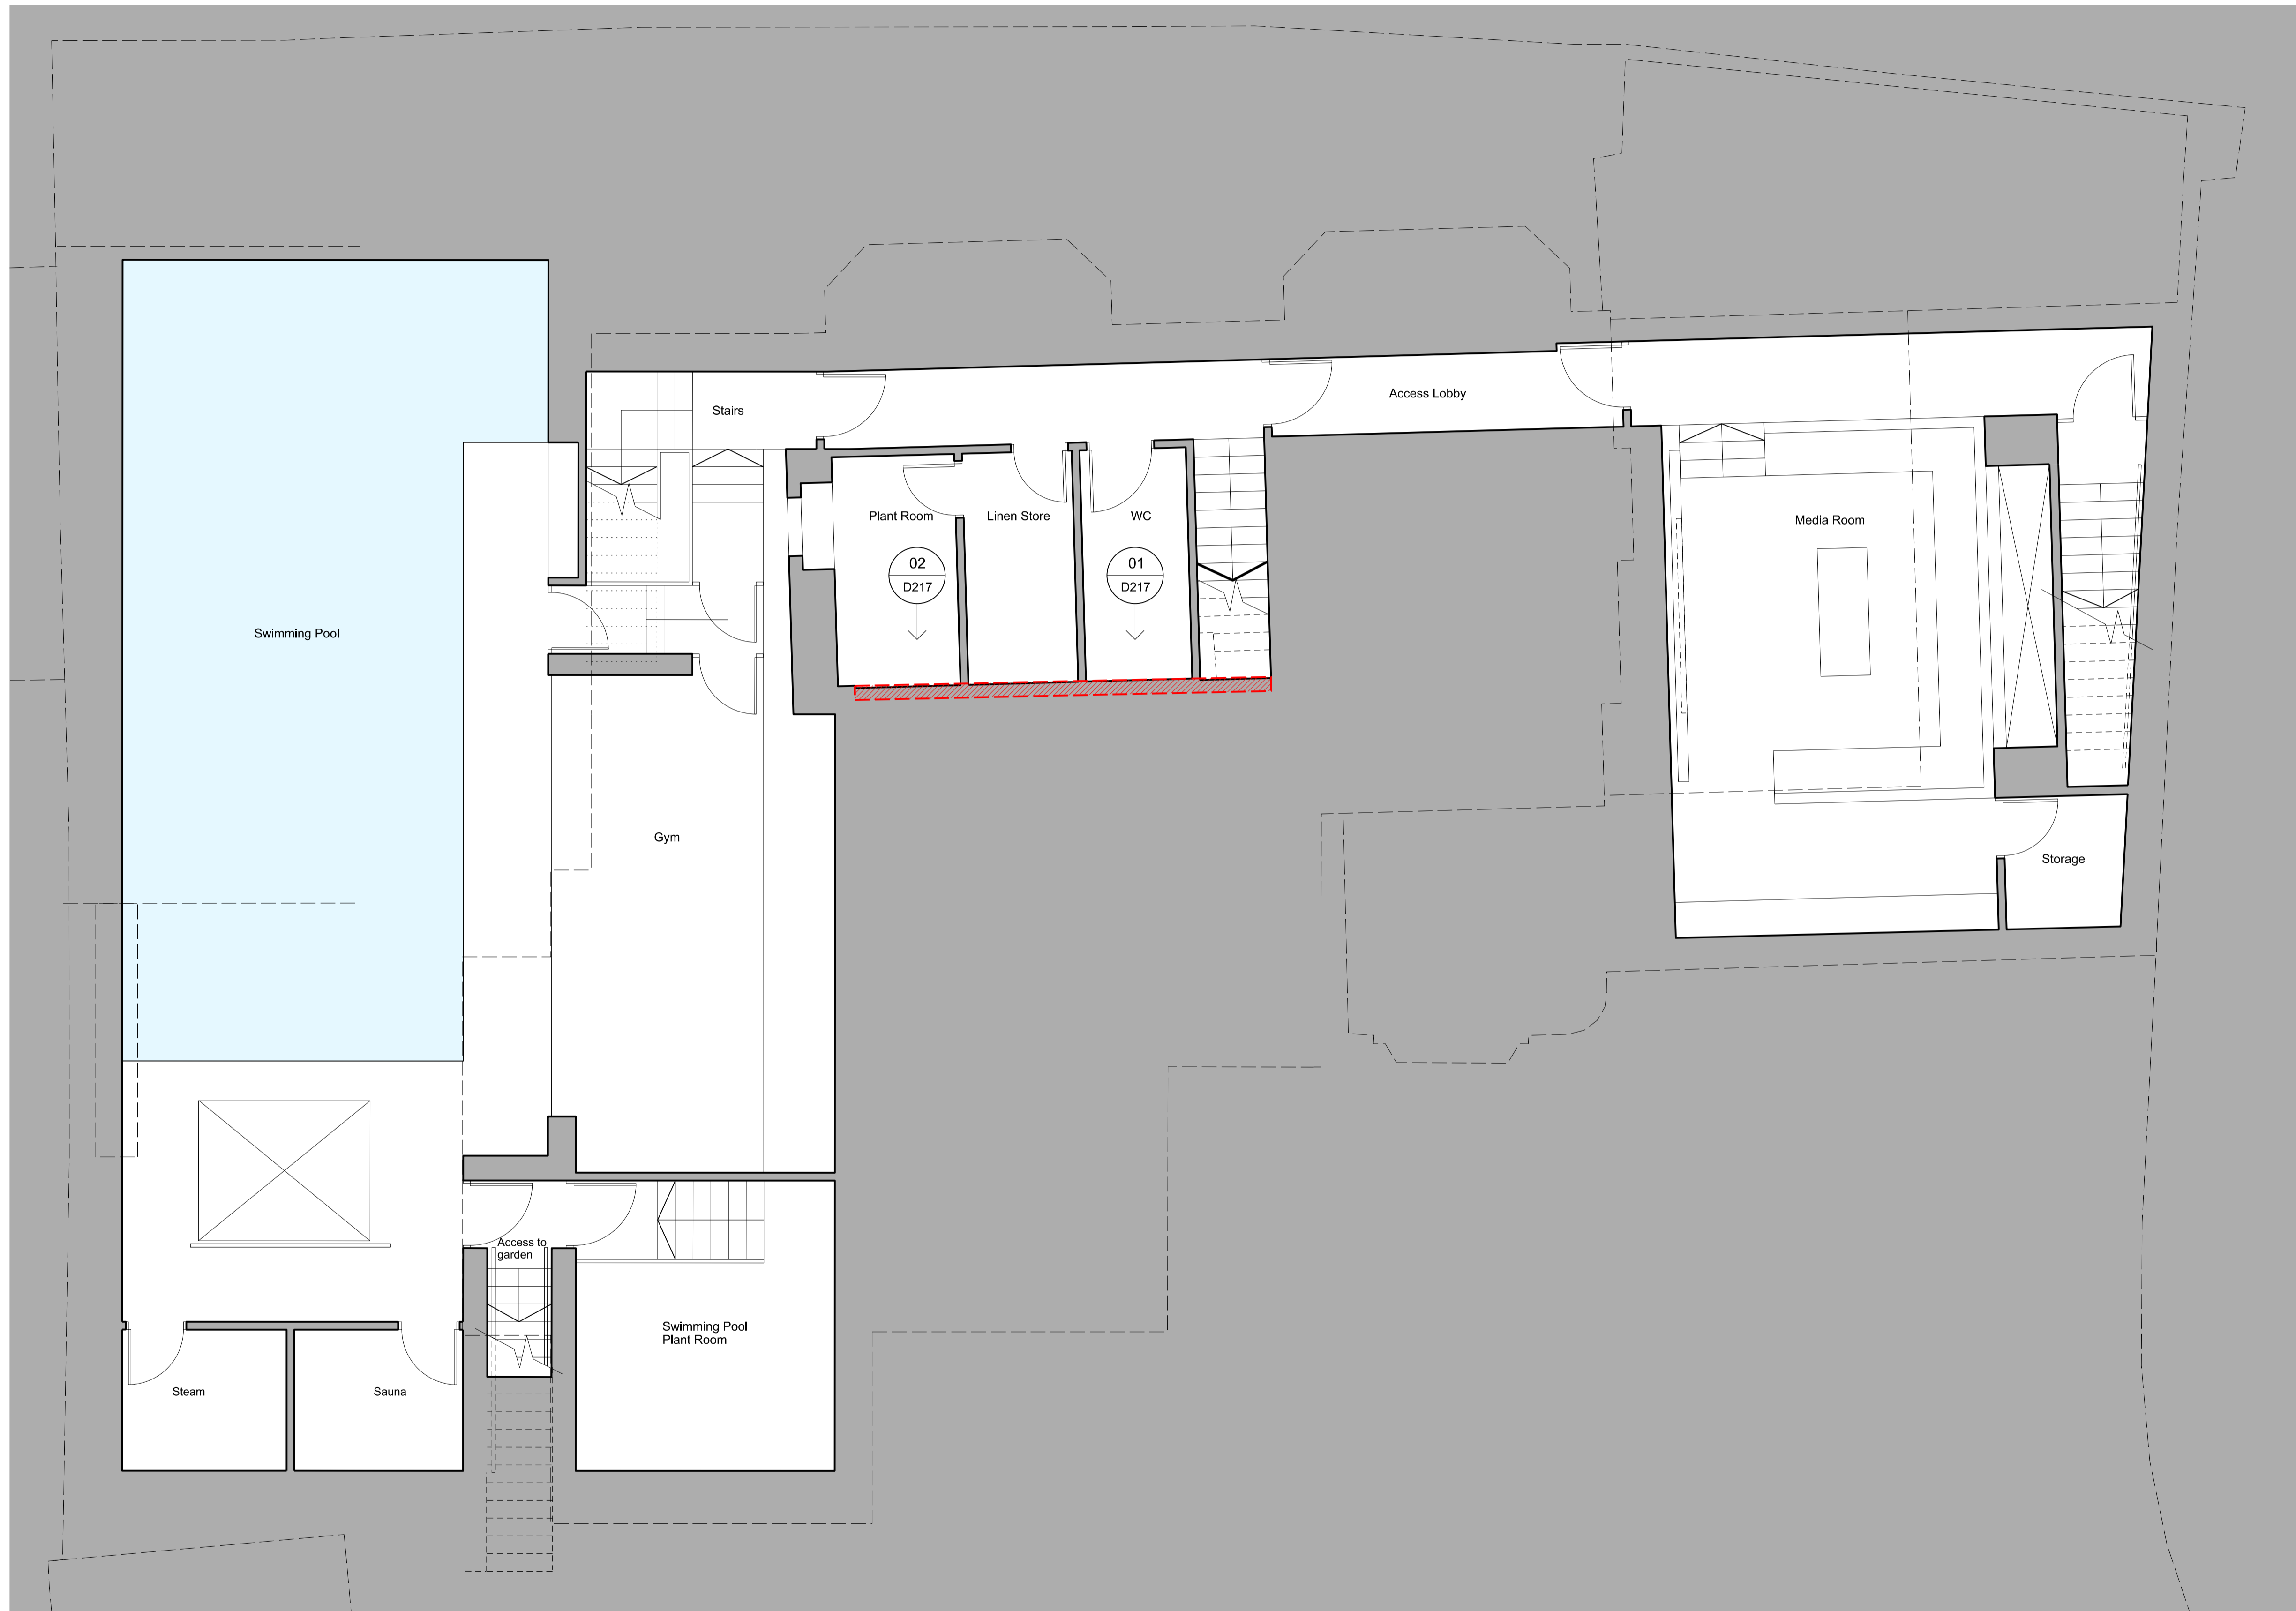 Stairs
Access Lobby
Plant Room
Linen Store
WC
Media Room
02
D217
01
D217
Swimming Pool
Gym
Storage
Access to
garden
Swimming Pool
Plant Room
Steam
Sauna